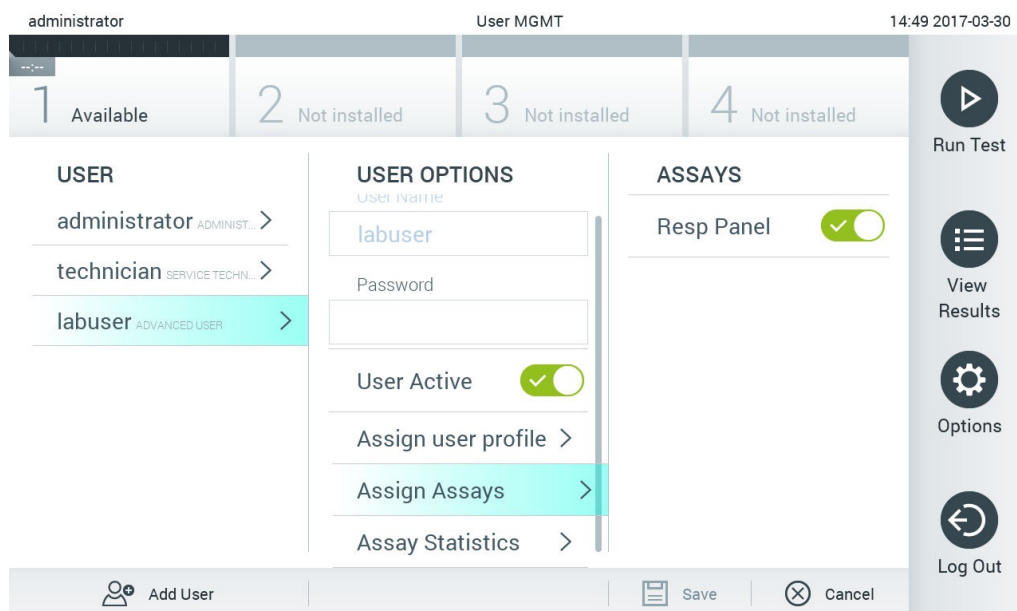 administrator User MGMT 14:49 2017-03-30
--:--
1 Available 2 Not installed 3 Not installed 4 Not installed
USER
administrator ADMINIST... >
technician SERVICE TECHN... >
labuser ADVANCED USER >
USER OPTIONS
User Name
labuser
Password
User Active
Assign user profile >
Assign Assays >
Assay Statistics >
ASSAYS
Resp Panel
Run Test
View
Results
Options
Log Out
Add User Save Cancel